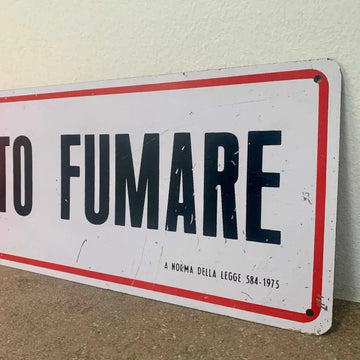 TO FUMARE
A NORMA DELLA LEGGE 584-1975